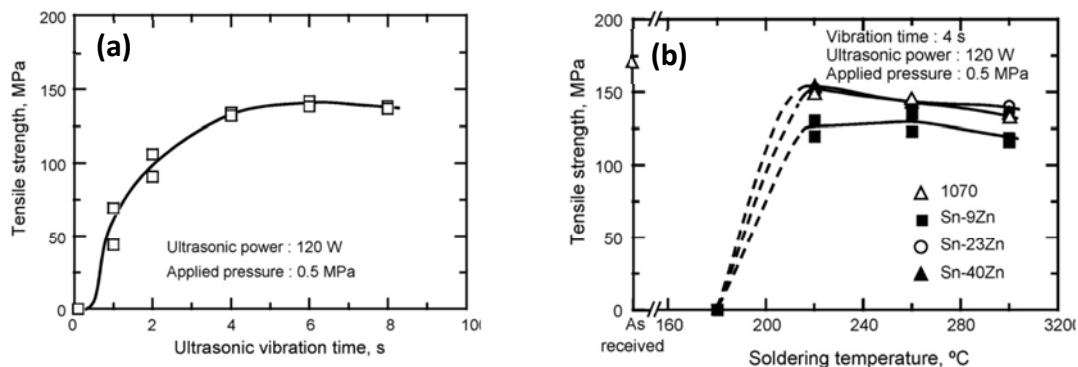 (a)
200
150
100
50
0
Tensile strength, MPa
Ultrasonic power : 120 W
Applied pressure : 0.5 MPa
0 2 4 6 8
Ultrasonic vibration time, s
(b)
Vibration time : 4 s
Ultrasonic power : 120 W
Applied pressure : 0.5 MPa
200
150
100
50
0
Tensile strength, MPa
1070
Sn-9Zn
Sn-23Zn
Sn-40Zn
As
received
160 200 240 280 3200
Soldering temperature, ºC